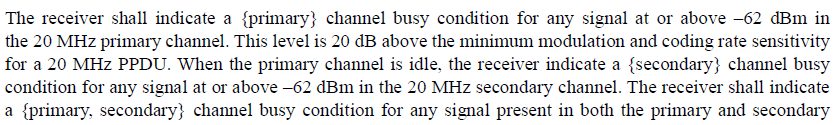 The receiver shall indicate a {primary} channel busy condition for any signal at or above –62 dBm in
the 20 MHz primary channel. This level is 20 dB above the minimum modulation and coding rate sensitivity
for a 20 MHz PPDU. When the primary channel is idle, the receiver indicate a {secondary} channel busy
condition for any signal at or above –62 dBm in the 20 MHz secondary channel. The receiver shall indicate
a {primary, secondary} channel busy condition for any signal present in both the primary and secondary